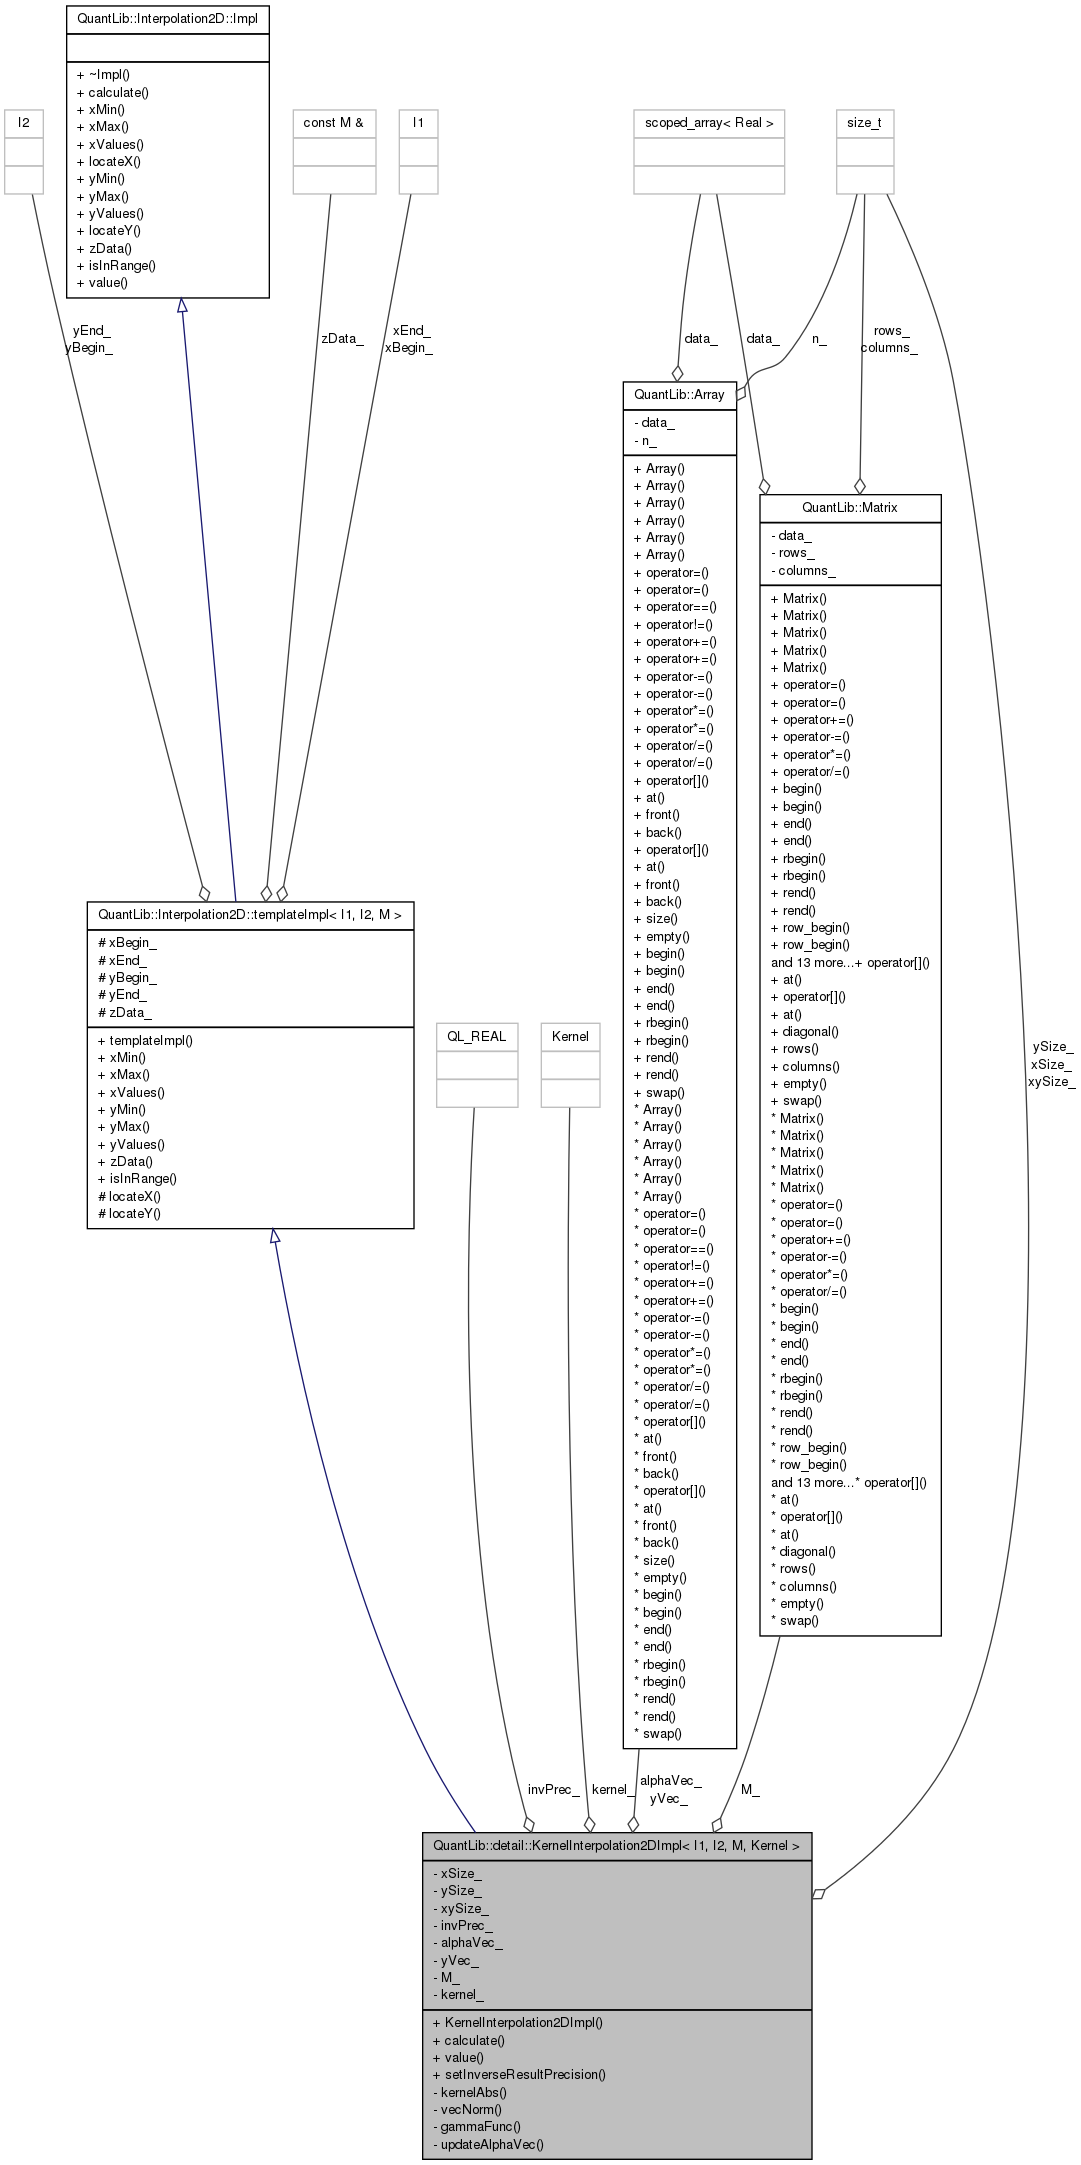 QuantLib::Interpolation2D::Impl
+ ~Impl()
+ calculate()
+ xMin()
+ xMax()
+ xValues()
+ locateX()
+ yMin()
+ yMax()
+ yValues()
+ locateY()
+ zData()
+ isInRange()
+ value()
I2
const M &
I1
scoped_array< Real >
size_t
yEnd_
yBegin_
zData_
xEnd_
xBegin_
data_
data_
n_
rows_
columns_
QuantLib::Array
- data_
- n_
+ Array()
+ Array()
+ Array()
+ Array()
+ Array()
+ Array()
+ operator=()
+ operator=()
+ operator==()
+ operator!=()
+ operator+=()
+ operator+=()
+ operator-=()
+ operator-=()
+ operator*=()
+ operator*=()
+ operator/=()
+ operator/=()
+ operator[]()
+ at()
+ front()
+ back()
+ operator[]()
+ at()
+ front()
+ back()
+ size()
+ empty()
+ begin()
+ begin()
+ end()
+ end()
+ rbegin()
+ rbegin()
+ rend()
+ rend()
+ swap()
* Array()
* Array()
* Array()
* Array()
* Array()
* Array()
* operator=()
* operator=()
* operator==()
* operator!=()
* operator+=()
* operator+=()
* operator-=()
* operator-=()
* operator*=()
* operator*=()
* operator/=()
* operator/=()
* operator[]()
* at()
* front()
* back()
* operator[]()
* at()
* front()
* back()
* size()
* empty()
* begin()
* begin()
* end()
* end()
* rbegin()
* rbegin()
* rend()
* rend()
* swap()
QuantLib::Matrix
- data_
- rows_
- columns_
+ Matrix()
+ Matrix()
+ Matrix()
+ Matrix()
+ Matrix()
+ operator=()
+ operator=()
+ operator+=()
+ operator-=()
+ operator*=()
+ operator/=()
+ begin()
+ begin()
+ end()
+ end()
+ rbegin()
+ rbegin()
+ rend()
+ rend()
+ row_begin()
+ row_begin()
and 13 more...+ operator[]()
+ at()
+ operator[]()
+ at()
+ diagonal()
+ rows()
+ columns()
+ empty()
+ swap()
* Matrix()
* Matrix()
* Matrix()
* Matrix()
* Matrix()
* operator=()
* operator=()
* operator+=()
* operator-=()
* operator*=()
* operator/=()
* begin()
* begin()
* end()
* end()
* rbegin()
* rbegin()
* rend()
* rend()
* row_begin()
* row_begin()
and 13 more...* operator[]()
* at()
* operator[]()
* at()
* diagonal()
* rows()
* columns()
* empty()
* swap()
QuantLib::Interpolation2D::templateImpl< I1, I2, M >
# xBegin_
# xEnd_
# yBegin_
# yEnd_
# zData_
+ templateImpl()
+ xMin()
+ xMax()
+ xValues()
+ yMin()
+ yMax()
+ yValues()
+ zData()
+ isInRange()
# locateX()
# locateY()
QL_REAL
Kernel
ySize_
xSize_
xySize_
invPrec_
kernel_
alphaVec_
yVec_
M_
QuantLib::detail::KernelInterpolation2DImpl< I1, I2, M, Kernel >
- xSize_
- ySize_
- xySize_
- invPrec_
- alphaVec_
- yVec_
- M_
- kernel_
+ KernelInterpolation2DImpl()
+ calculate()
+ value()
+ setInverseResultPrecision()
- kernelAbs()
- vecNorm()
- gammaFunc()
- updateAlphaVec()